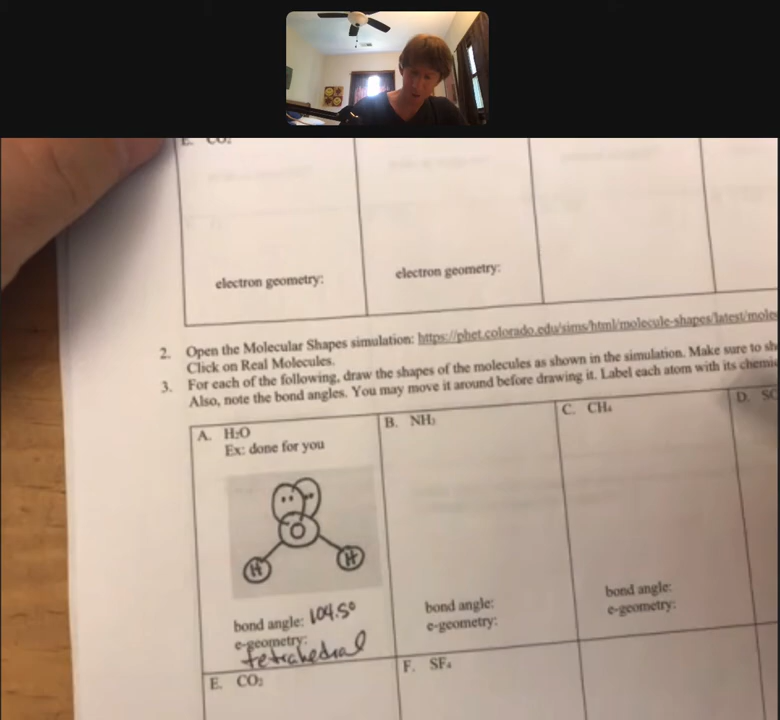 E. CO₂
electron geometry:
electron geometry:
2. Open the Molecular Shapes simulation: https://phet.colorado.edu/sims/html/molecule-shapes/latest/
Click on Real Molecules.
3. For each of the following, draw the shapes of the molecules as shown in the simulation. Make sure to
Also, note the bond angles. You may move it around before drawing it. Label each atom with its
A. H₂O
Ex: done for you
B. NH₃
C. CH₄
D.
O
H
H
bond angle: 104.5°
e-geometry:
tetrahedral
bond angle:
e-geometry:
bond angle:
e-geometry:
E. CO₂
F. SF₄